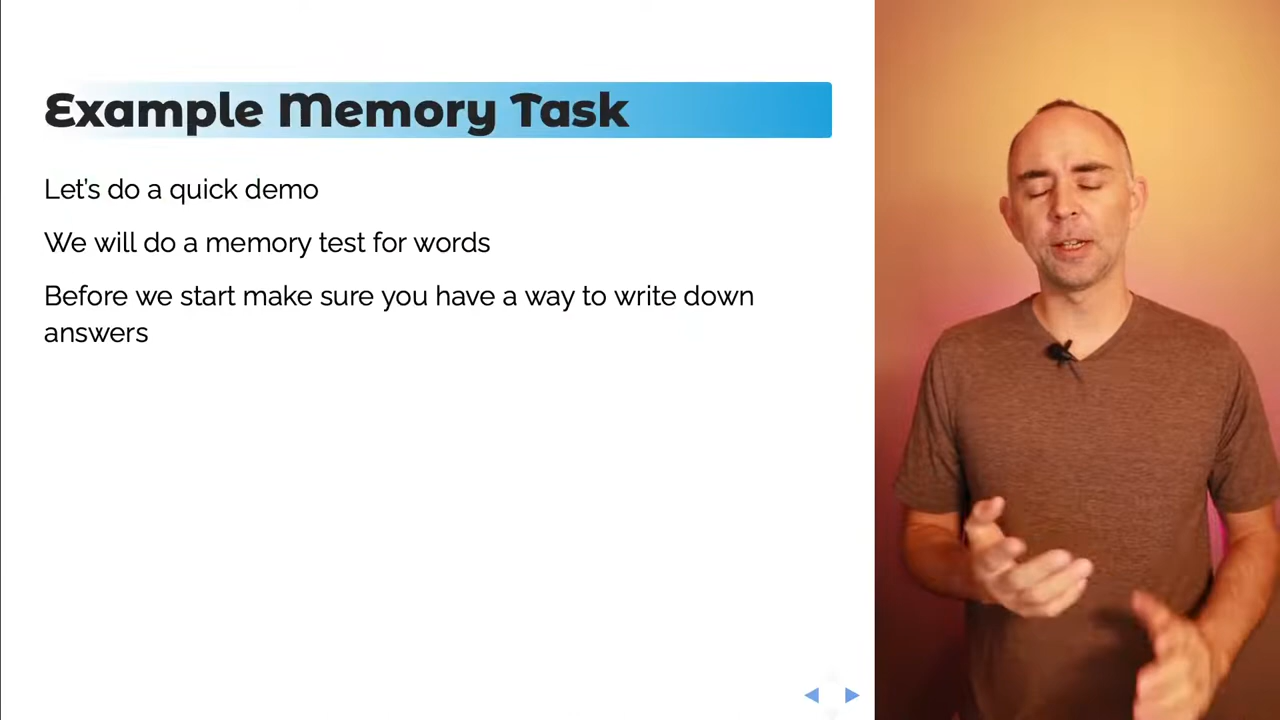 Example Memory Task
Let's do a quick demo
We will do a memory test for words
Before we start make sure you have a way to write down
answers